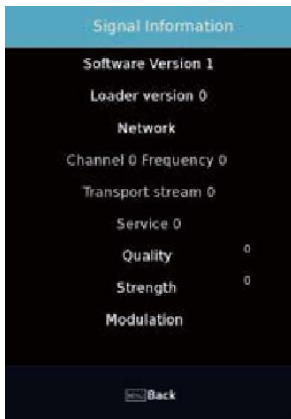 Signal Information
Software Version 1
Loader version 0
Network
Channel 0 Frequency 0
Transport stream 0
Service 0
Quality 0
Strength 0
Modulation
MENU Back